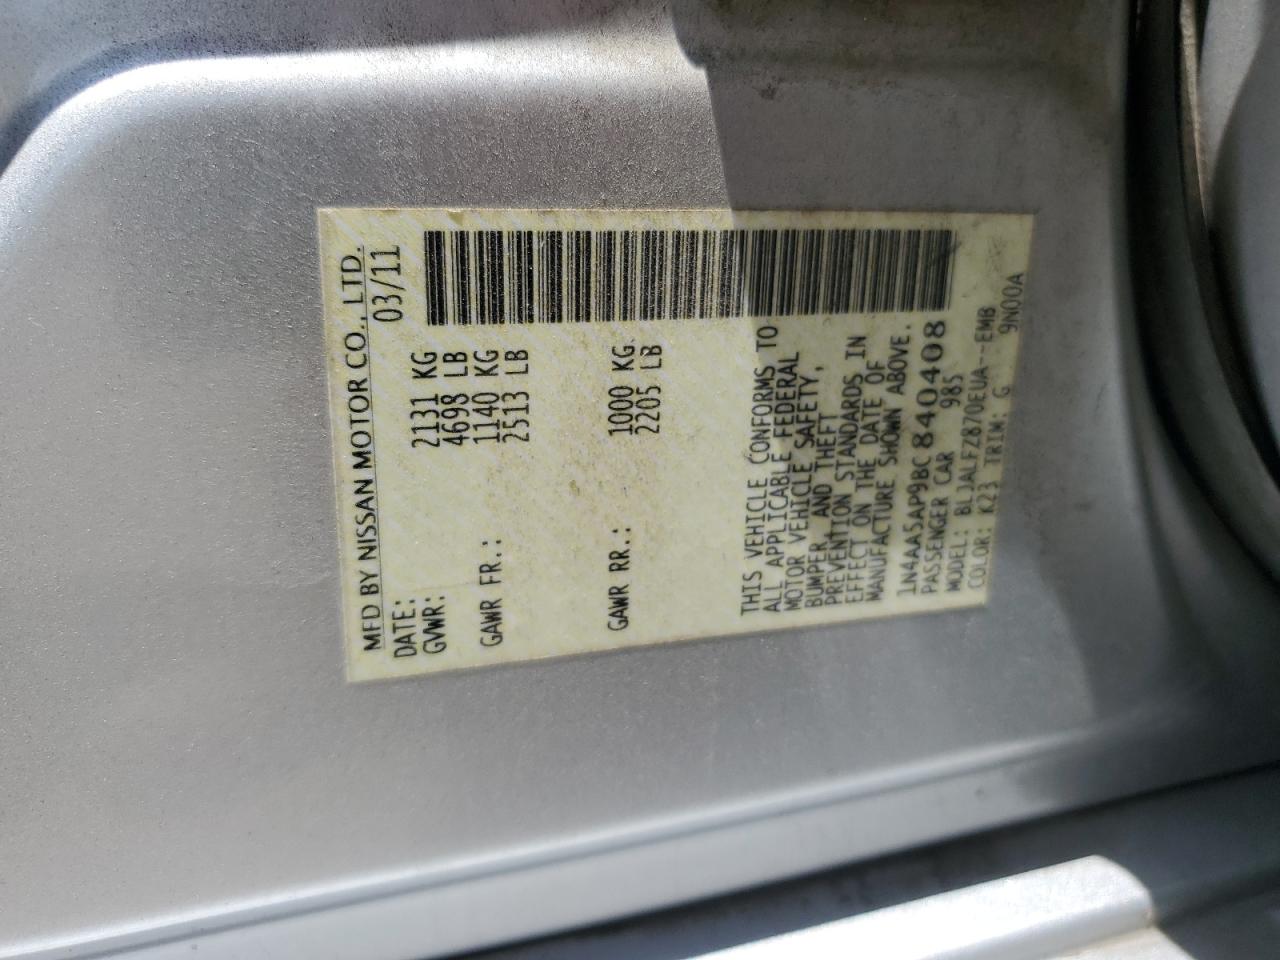 MFD BY NISSAN MOTOR CO., LTD.
DATE: 03/11
GVWR: 2131 KG
4698 LB
GAWR FR.: 1140 KG
2513 LB
GAWR RR.: 1000 KG
2205 LB
THIS VEHICLE CONFORMS TO
ALL APPLICABLE FEDERAL
MOTOR VEHICLE SAFETY,
BUMPER, AND THEFT
PREVENTION STANDARDS IN
EFFECT ON THE DATE OF
MANUFACTURE SHOWN ABOVE.
1N4AA5AP9BC840408
PASSENGER CAR 985
MODEL: BLJALFZ870EUA--EMB
COLOR: K23 TRIM: G 9N00A